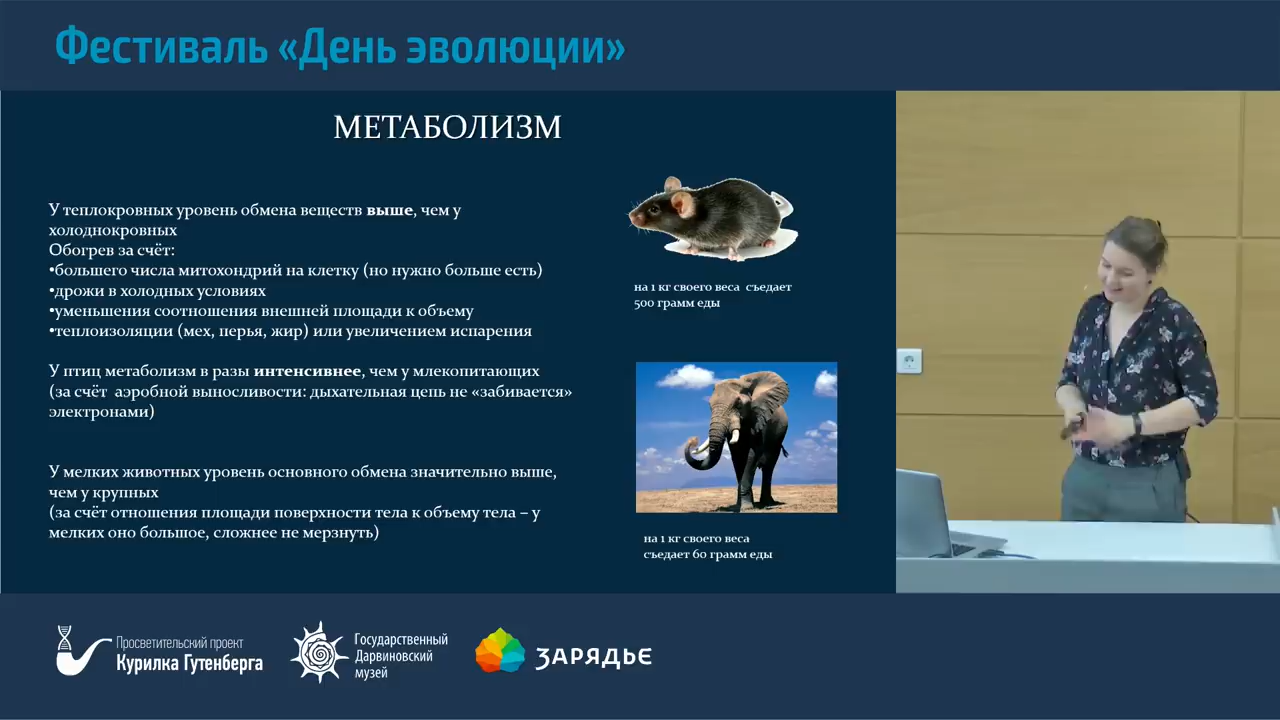 Фестиваль «День эволюции»
МЕТАБОЛИЗМ
У теплокровных уровень обмена веществ выше, чем у
холоднокровных
Обогрев за счёт:
•большего числа митохондрий на клетку (но нужно больше есть)
•дрожи в холодных условиях
•уменьшения соотношения внешней площади к объему
•теплоизоляции (мех, перья, жир) или увеличением испарения
У птиц метаболизм в разы интенсивнее, чем у млекопитающих
(за счёт аэробной выносливости: дыхательная цепь не «забивается»
электронами)
У мелких животных уровень основного обмена значительно выше,
чем у крупных
(за счёт отношения площади поверхности тела к объему тела – у
мелких оно большое, сложнее не мерзнуть)
на 1 кг своего веса съедает
500 грамм еды
на 1 кг своего веса
съедает 60 грамм еды
Просветительский проект
Курилка Гутенберга
Государственный
Дарвиновский
музей
ЗАРЯДЬЕ